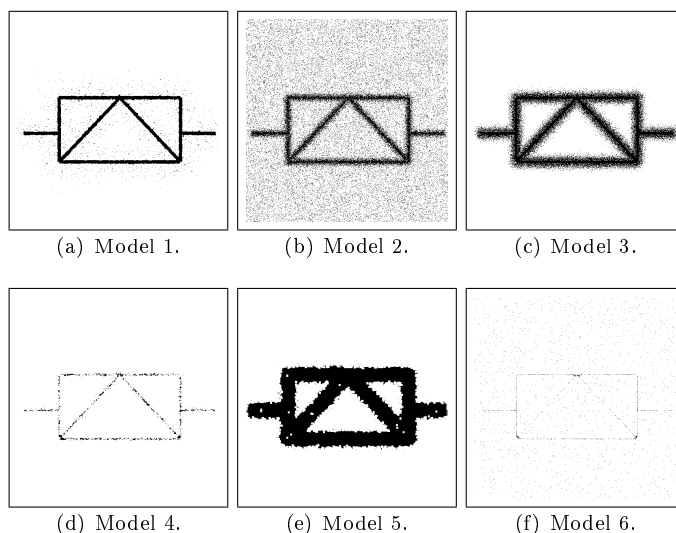 (a) Model 1.
(b) Model 2.
(c) Model 3.
(d) Model 4.
(e) Model 5.
(f) Model 6.